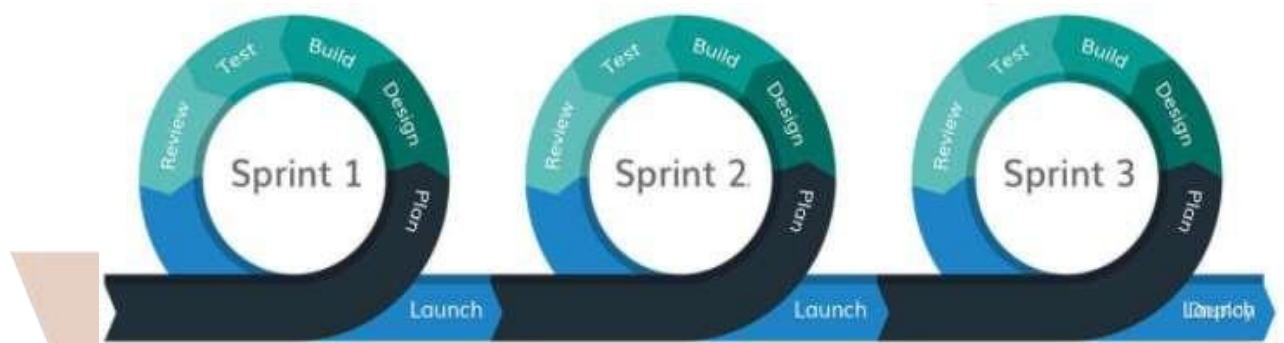 Sprint 1
Plan
Design
Build
Test
Review
Launch
Sprint 2
Plan
Design
Build
Test
Review
Launch
Sprint 3
Plan
Design
Build
Test
Review
Launch